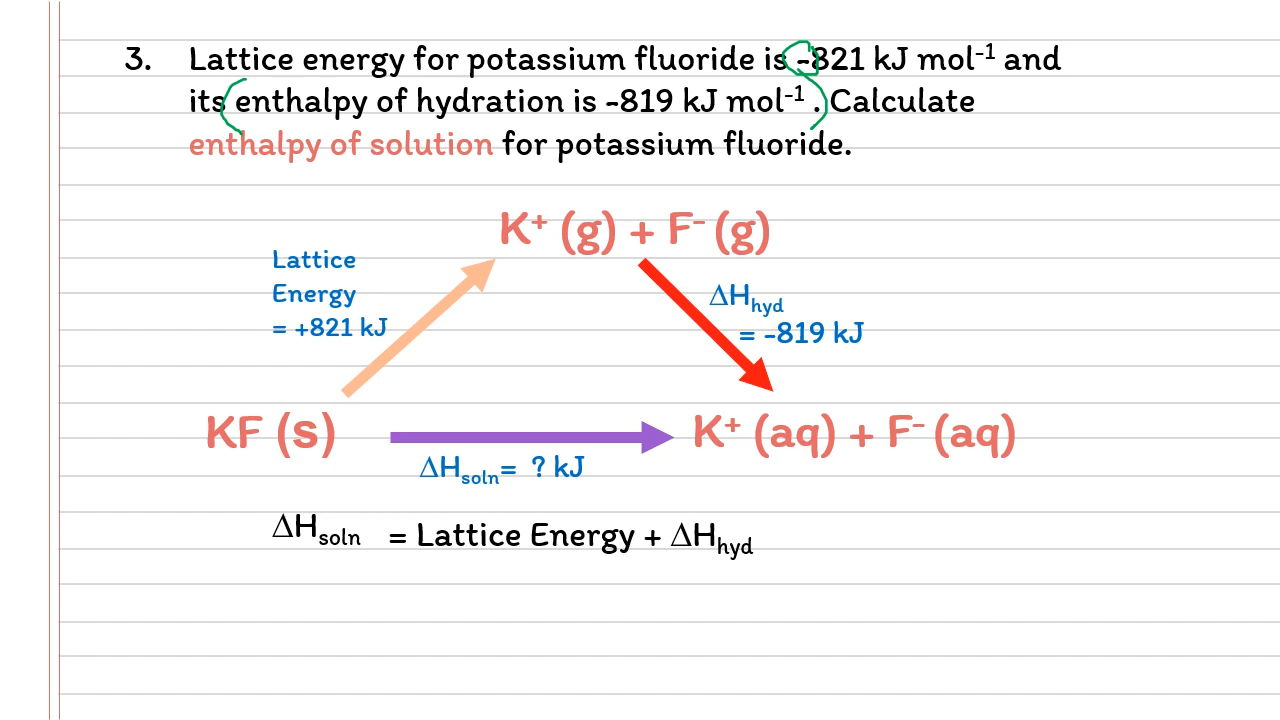 3. Lattice energy for potassium fluoride is -821 kJ mol⁻¹ and
its enthalpy of hydration is -819 kJ mol⁻¹ . Calculate
enthalpy of solution for potassium fluoride.
K⁺ (g) + F⁻ (g)
Lattice
Energy
= +821 kJ
ΔHhyd
= -819 kJ
KF (s)
K⁺ (aq) + F⁻ (aq)
ΔHsoln= ? kJ
ΔHsoln = Lattice Energy + ΔHhyd